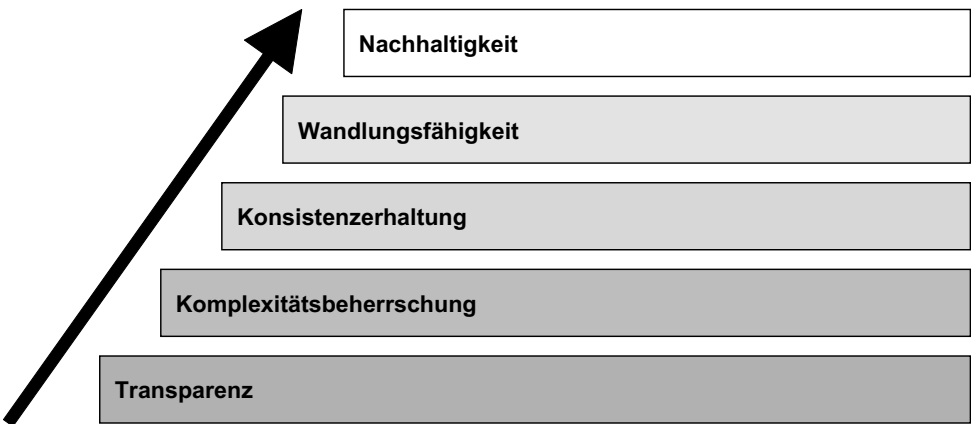 Nachhaltigkeit
Wandlungsfähigkeit
Konsistenzerhaltung
Komplexitätsbeherrschung
Transparenz